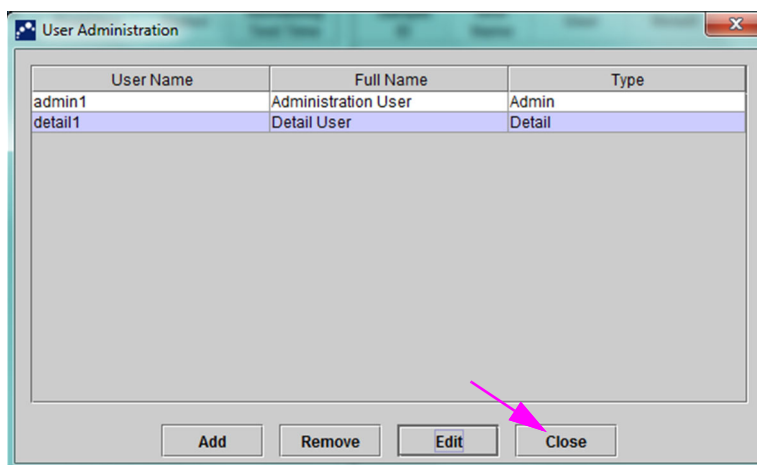 User Administration
User Name Full Name Type
admin1 Administration User Admin
detail1 Detail User Detail
Add Remove Edit Close